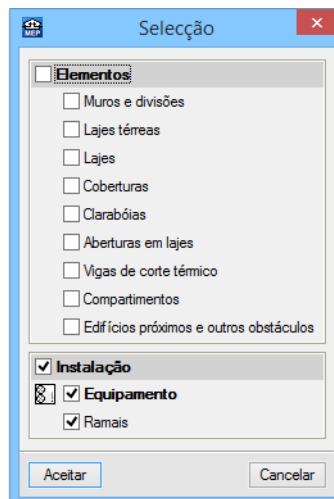 MEP
Selecção
Elementos
Muros e divisões
Lajes térreas
Lajes
Coberturas
Clarabóias
Aberturas em lajes
Vigas de corte térmico
Compartimentos
Edifícios próximos e outros obstáculos
Instalação
Equipamento
Ramais
Aceitar Cancelar